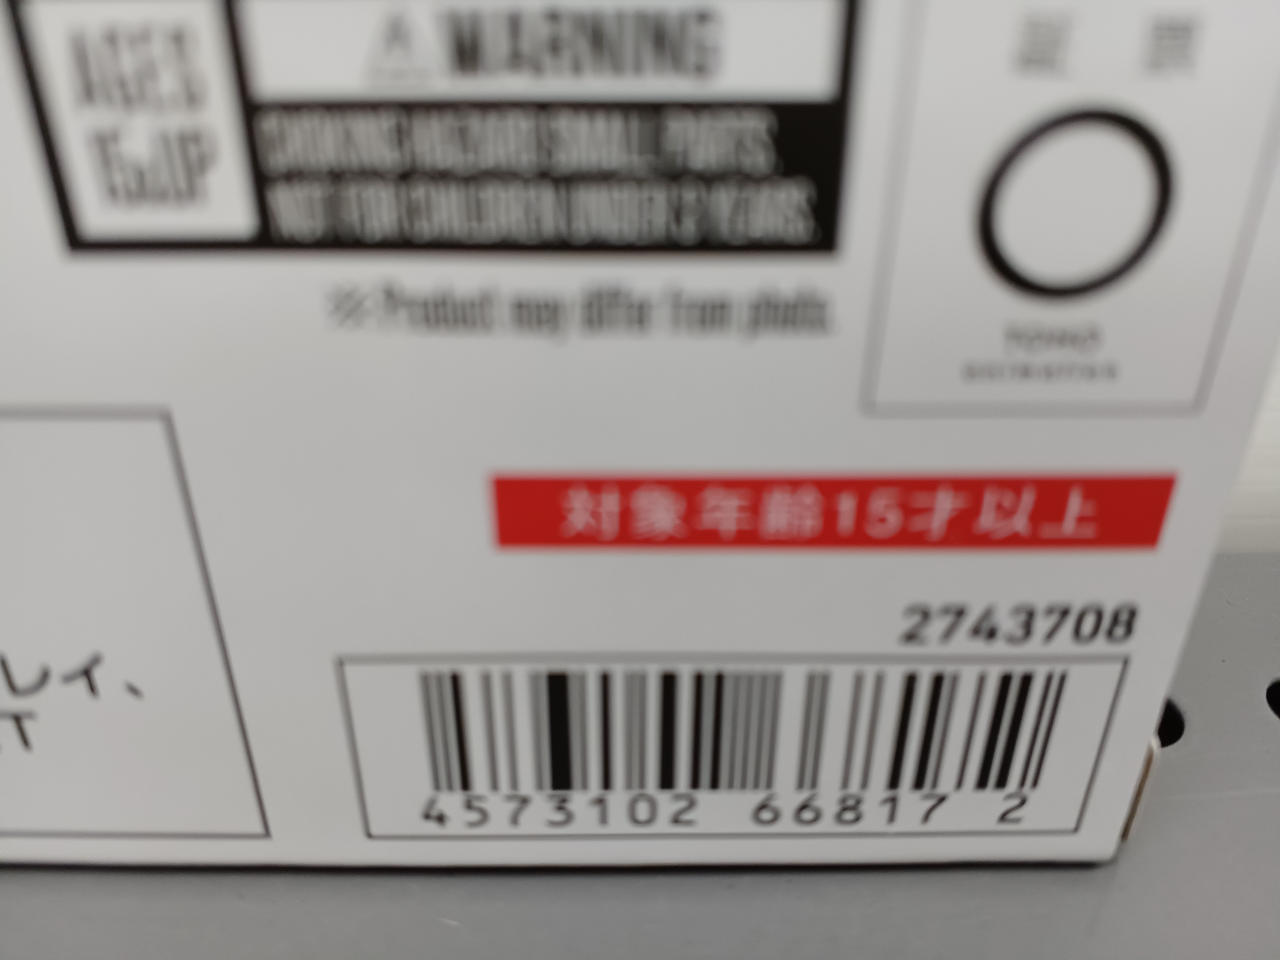 AGES
15 & UP
WARNING
CHOKING HAZARD-SMALL PARTS.
NOT FOR CHILDREN UNDER 3 YEARS.
※Product may differ from photo.
対象年齢15才以上
2743708
レイ、
T
4573102 66817 2